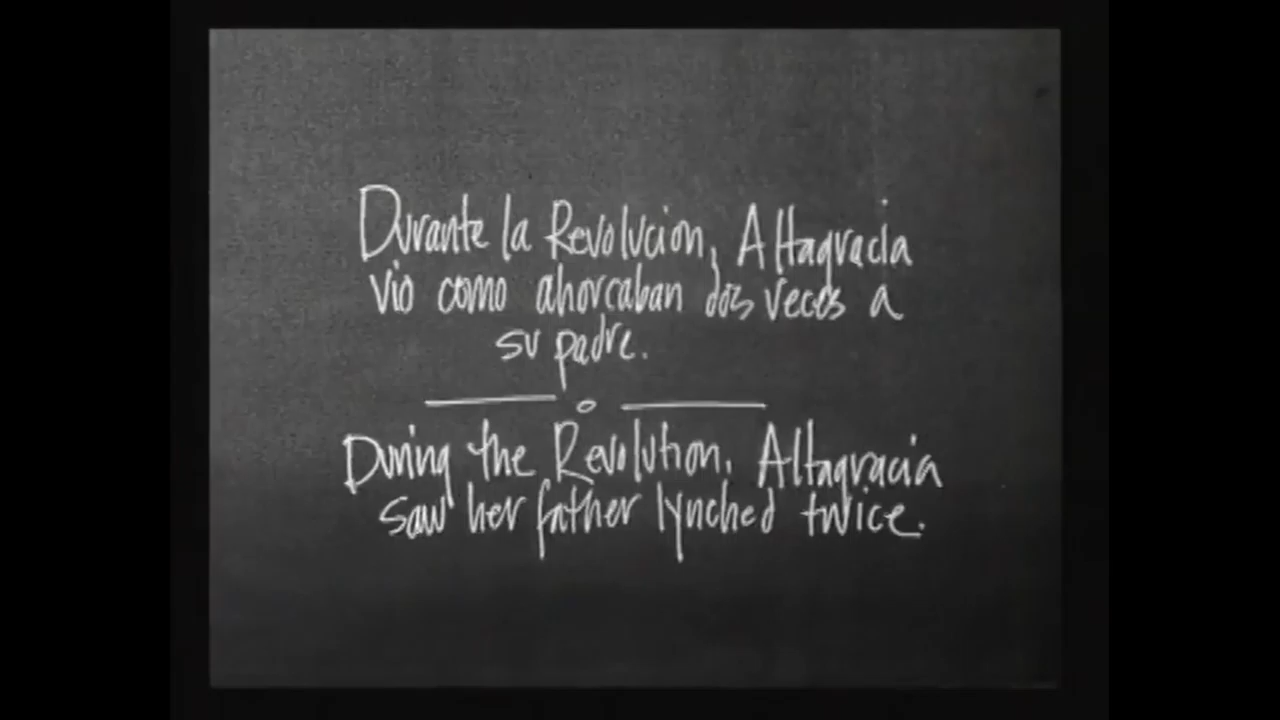 Durante la Revolucion, Altagracia
vio como ahorcaban dos veces a
su padre.
During the Revolution, Altagracia
saw her father lynched twice.